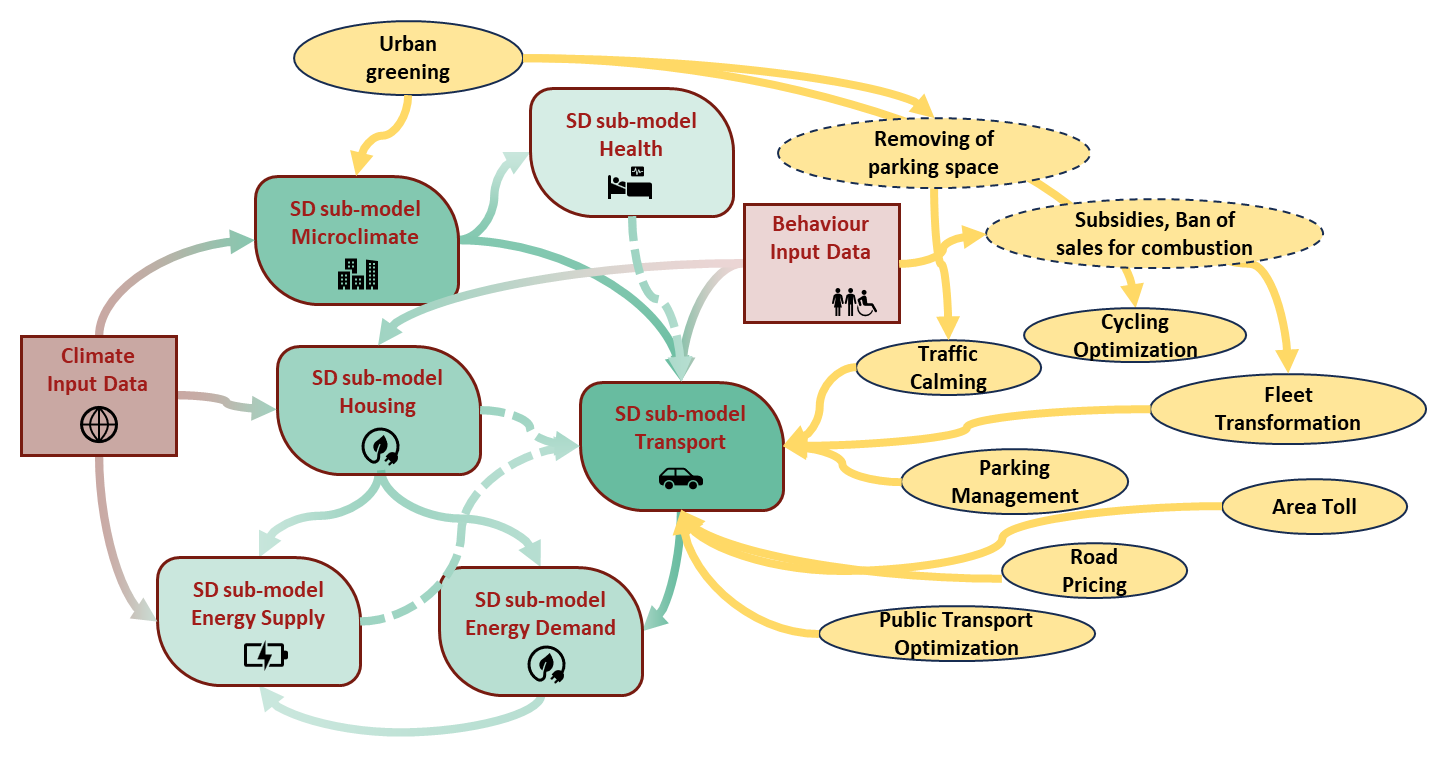 Urban
greening
SD sub-model
Health
Removing of
parking space
SD sub-model
Microclimate
Behaviour
Input Data
Subsidies, Ban of
sales for combustion
Climate
Input Data
SD sub-model
Housing
SD sub-model
Transport
Cycling
Optimization
Traffic
Calming
Fleet
Transformation
Parking
Management
Area Toll
Road
Pricing
Public Transport
Optimization
SD sub-model
Energy Supply
SD sub-model
Energy Demand